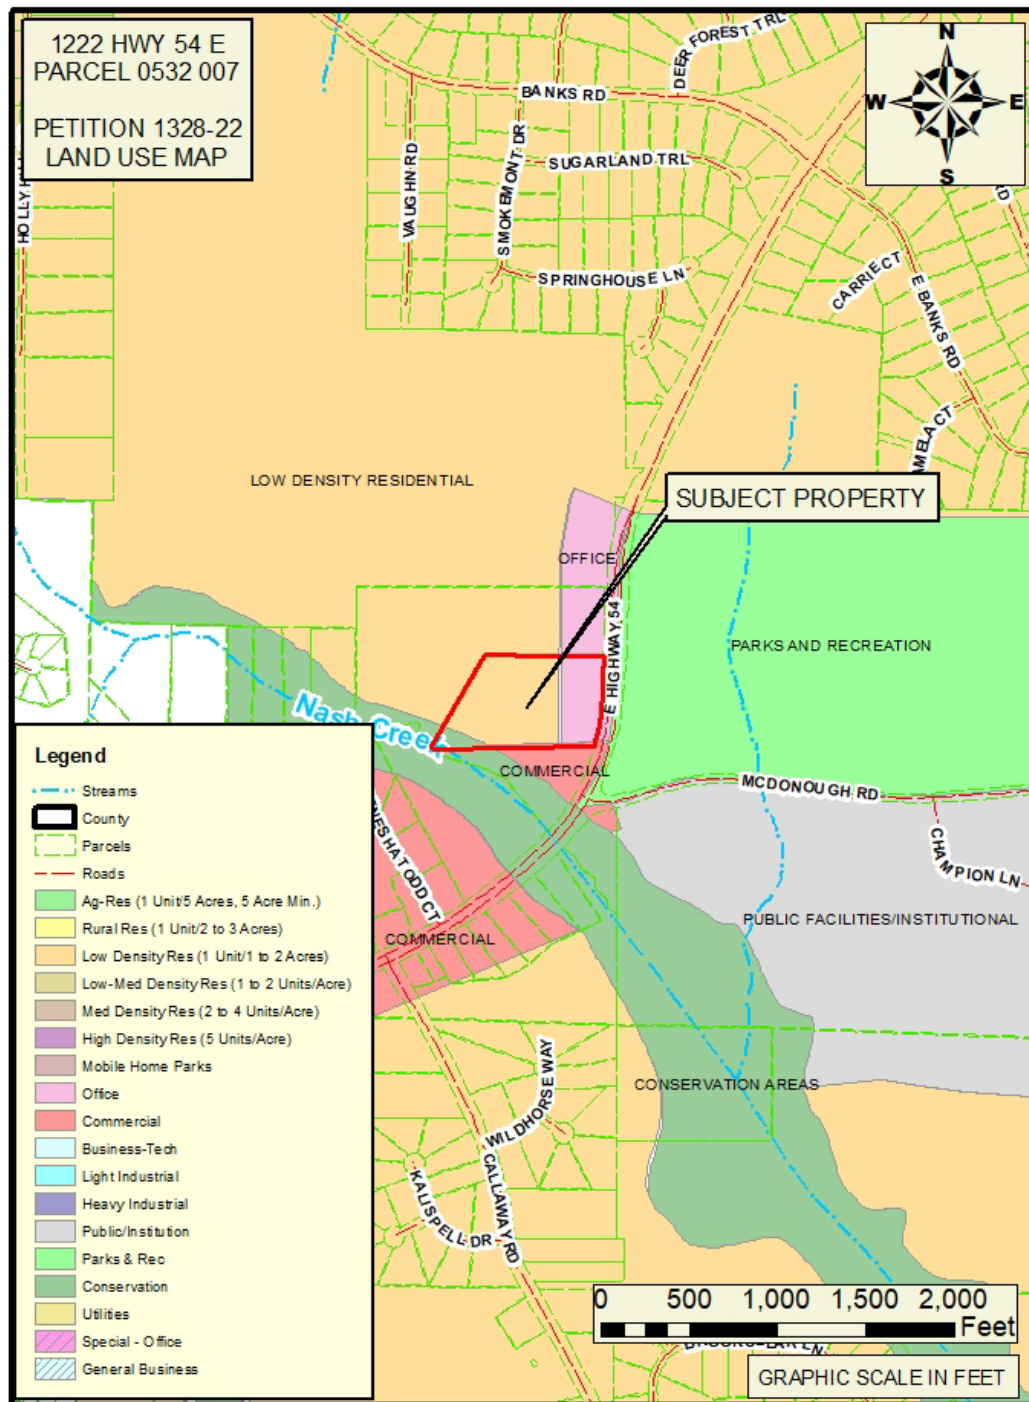 1222 HWY 54 E
PARCEL 0532 007
PETITION 1328-22
LAND USE MAP
N
W
E
S
DEER FOREST TRL
BANKS RD
VAUGHN RD
SMOKEMONT DR
SUGARLAND TRL
SPRINGHOUSE LN
CARRIE CT
E BANKS RD
RD
LOW DENSITY RESIDENTIAL
SUBJECT PROPERTY
OFFICE
E HIGHWAY 54
PARKS AND RECREATION
Nash Creek
COMMERCIAL
MCDONOUGH RD
CHAMPION LN
PUBLIC FACILITIES/INSTITUTIONAL
COMMERCIAL
CONSERVATION AREAS
WILDHORSE WAY
KALISPELL DR
CALLAWAY RD
Legend
Streams
County
Parcels
Roads
Ag-Res (1 Unit/5 Acres, 5 Acre Min.)
Rural Res (1 Unit/2 to 3 Acres)
Low Density Res (1 Unit/1 to 2 Acres)
Low-Med Density Res (1 to 2 Units/Acre)
Med Density Res (2 to 4 Units/Acre)
High Density Res (5 Units/Acre)
Mobile Home Parks
Office
Commercial
Business-Tech
Light Industrial
Heavy Industrial
Public/Institution
Parks & Rec
Conservation
Utilities
Special - Office
General Business
0 500 1,000 1,500 2,000
Feet
GRAPHIC SCALE IN FEET